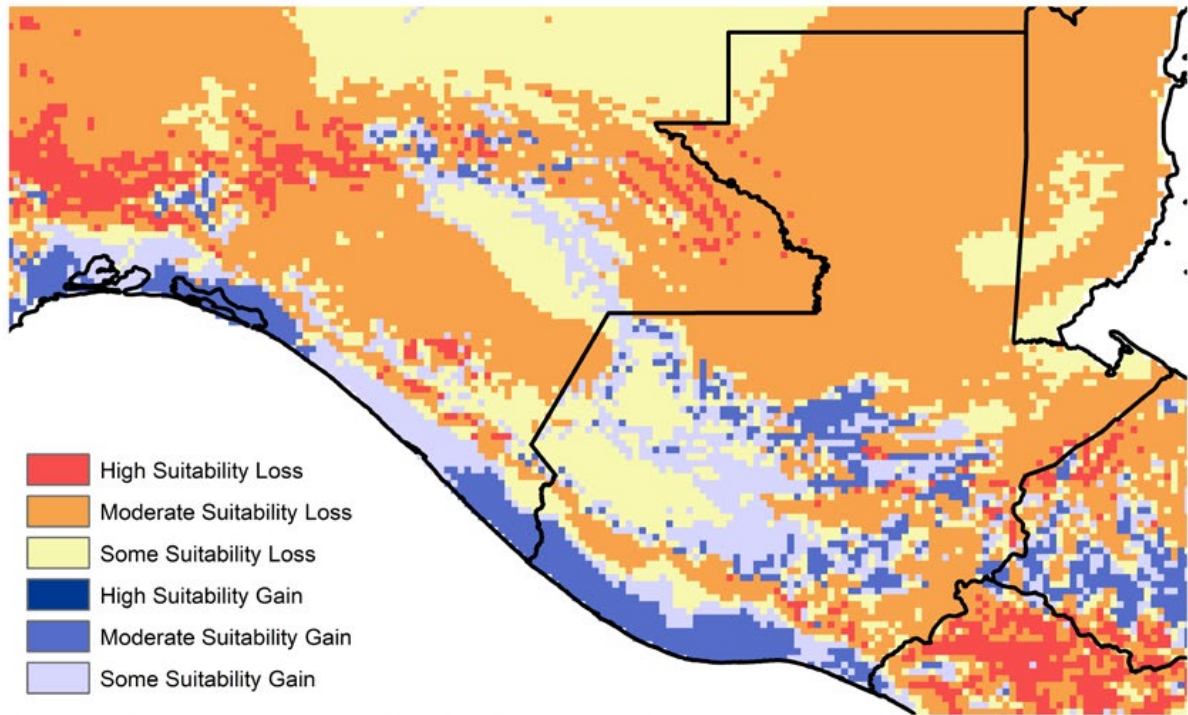 High Suitability Loss
Moderate Suitability Loss
Some Suitability Loss
High Suitability Gain
Moderate Suitability Gain
Some Suitability Gain